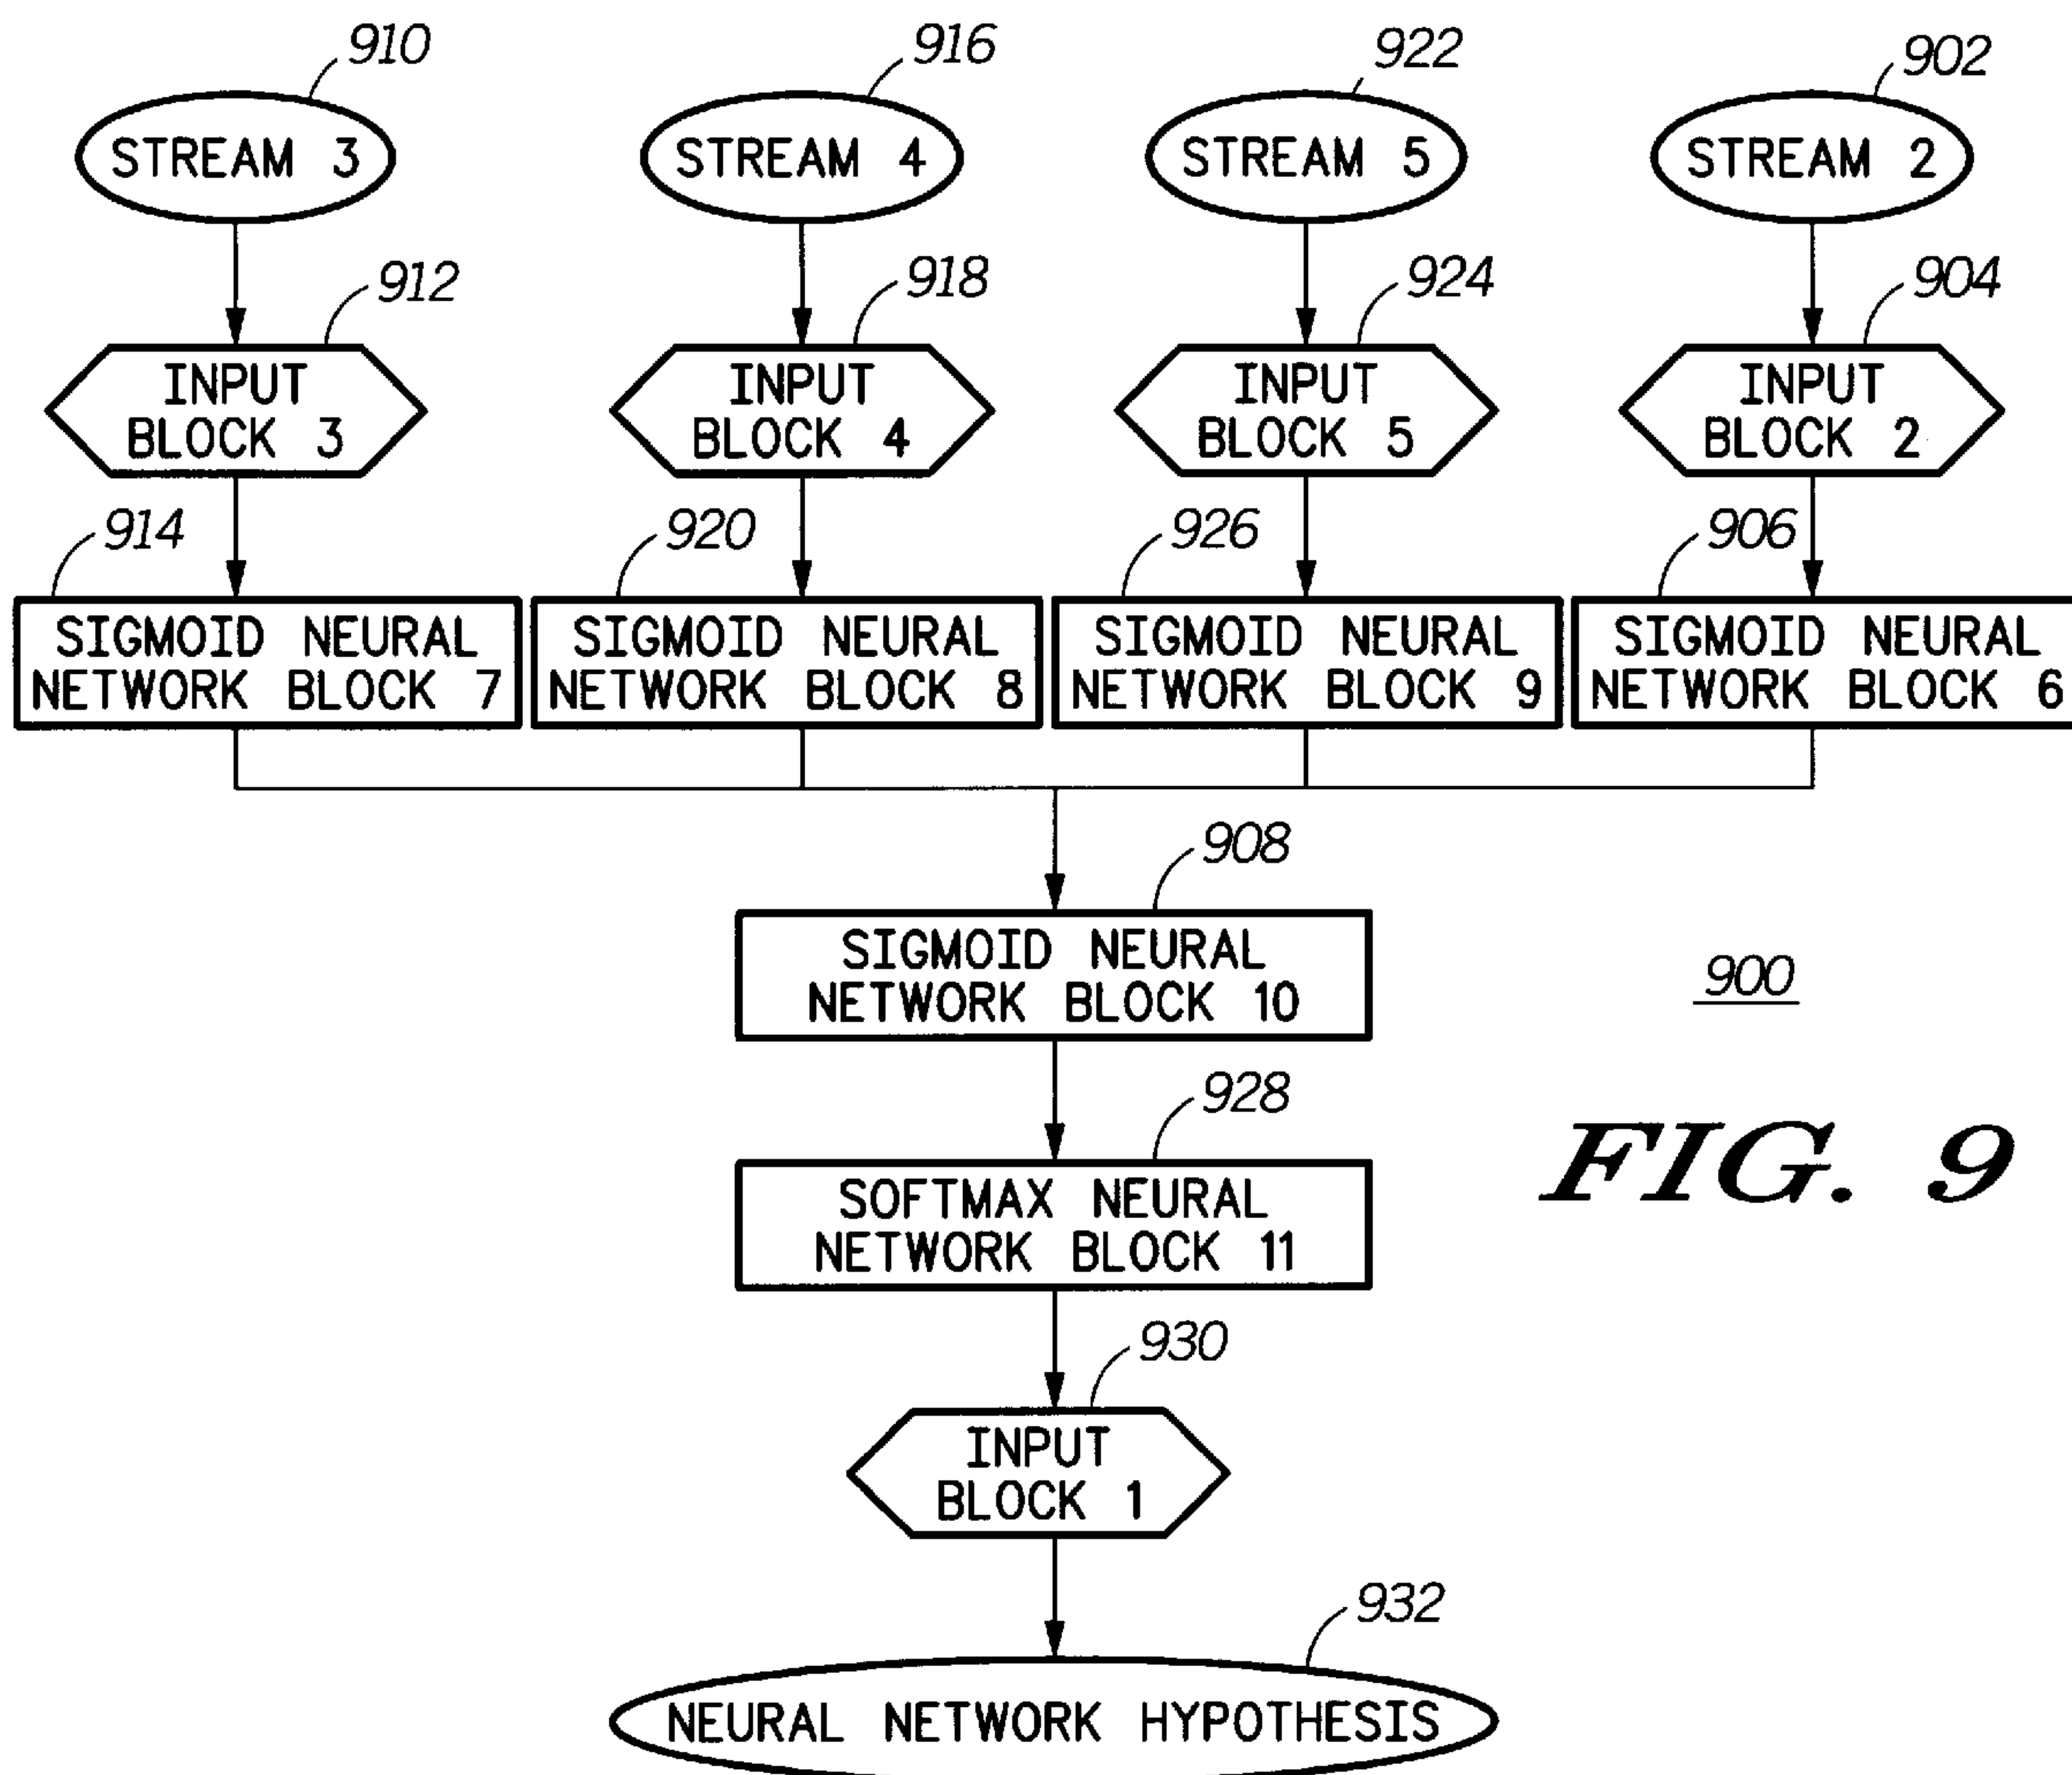 910
916
922
902
STREAM 3
STREAM 4
STREAM 5
STREAM 2
912
918
924
904
INPUT
BLOCK 3
INPUT
BLOCK 4
INPUT
BLOCK 5
INPUT
BLOCK 2
914
920
926
906
SIGMOID NEURAL
NETWORK BLOCK 7
SIGMOID NEURAL
NETWORK BLOCK 8
SIGMOID NEURAL
NETWORK BLOCK 9
SIGMOID NEURAL
NETWORK BLOCK 6
908
SIGMOID NEURAL
NETWORK BLOCK 10
900
928
SOFTMAX NEURAL
NETWORK BLOCK 11
FIG. 9
930
INPUT
BLOCK 1
932
NEURAL NETWORK HYPOTHESIS